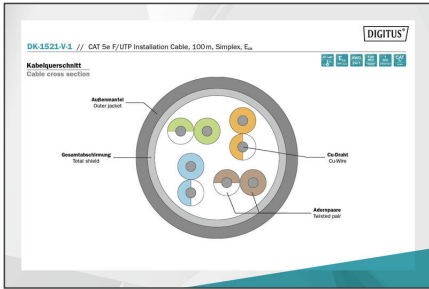 DIGITUS®
DK-1521-V-1 // CAT 5e F/UTP Installation Cable, 100m, Simplex, Eca
Kabelquerschnitt
Cable cross section
Außenmantel
Outer jacket
Gesamtabschirmung
Total shield
Cu-Draht
Cu-Wire
Aderpaare
Twisted pair